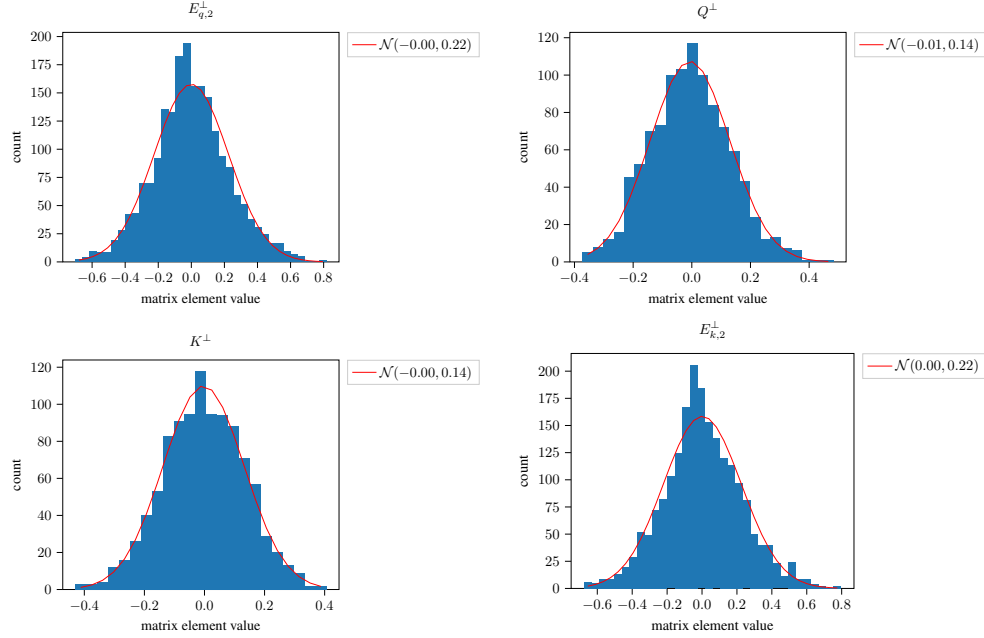 E⊥q,2
200
175
150
125
100
75
50
25
0
count
−0.6 −0.4 −0.2 0.0 0.2 0.4 0.6 0.8
matrix element value
N(−0.00, 0.22)
Q⊥
120
100
80
60
40
20
0
count
−0.4 −0.2 0.0 0.2 0.4
matrix element value
N(−0.01, 0.14)
K⊥
120
100
80
60
40
20
0
count
−0.4 −0.2 0.0 0.2 0.4
matrix element value
N(−0.00, 0.14)
E⊥k,2
200
175
150
125
100
75
50
25
0
count
−0.6 −0.4 −0.2 0.0 0.2 0.4 0.6 0.8
matrix element value
N(0.00, 0.22)